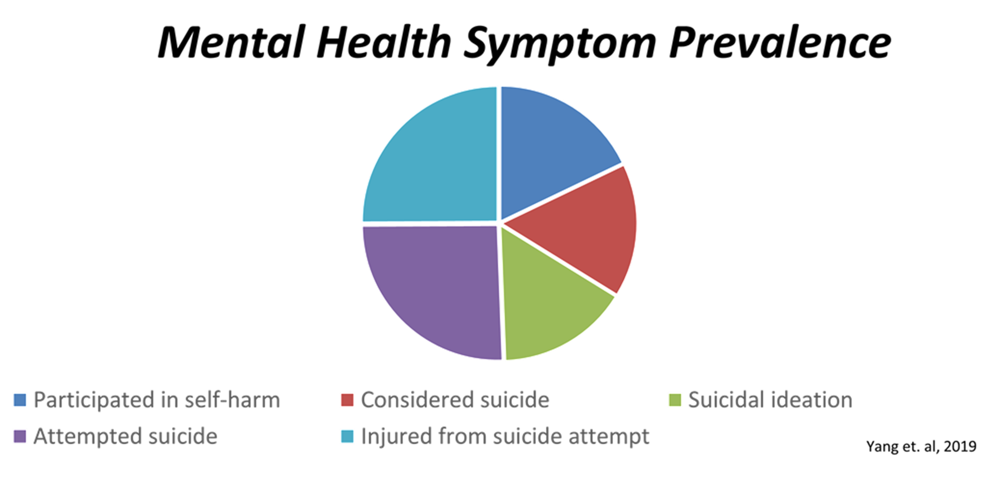 Mental Health Symptom Prevalence
Participated in self-harm
Considered suicide
Suicidal ideation
Attempted suicide
Injured from suicide attempt
Yang et. al, 2019